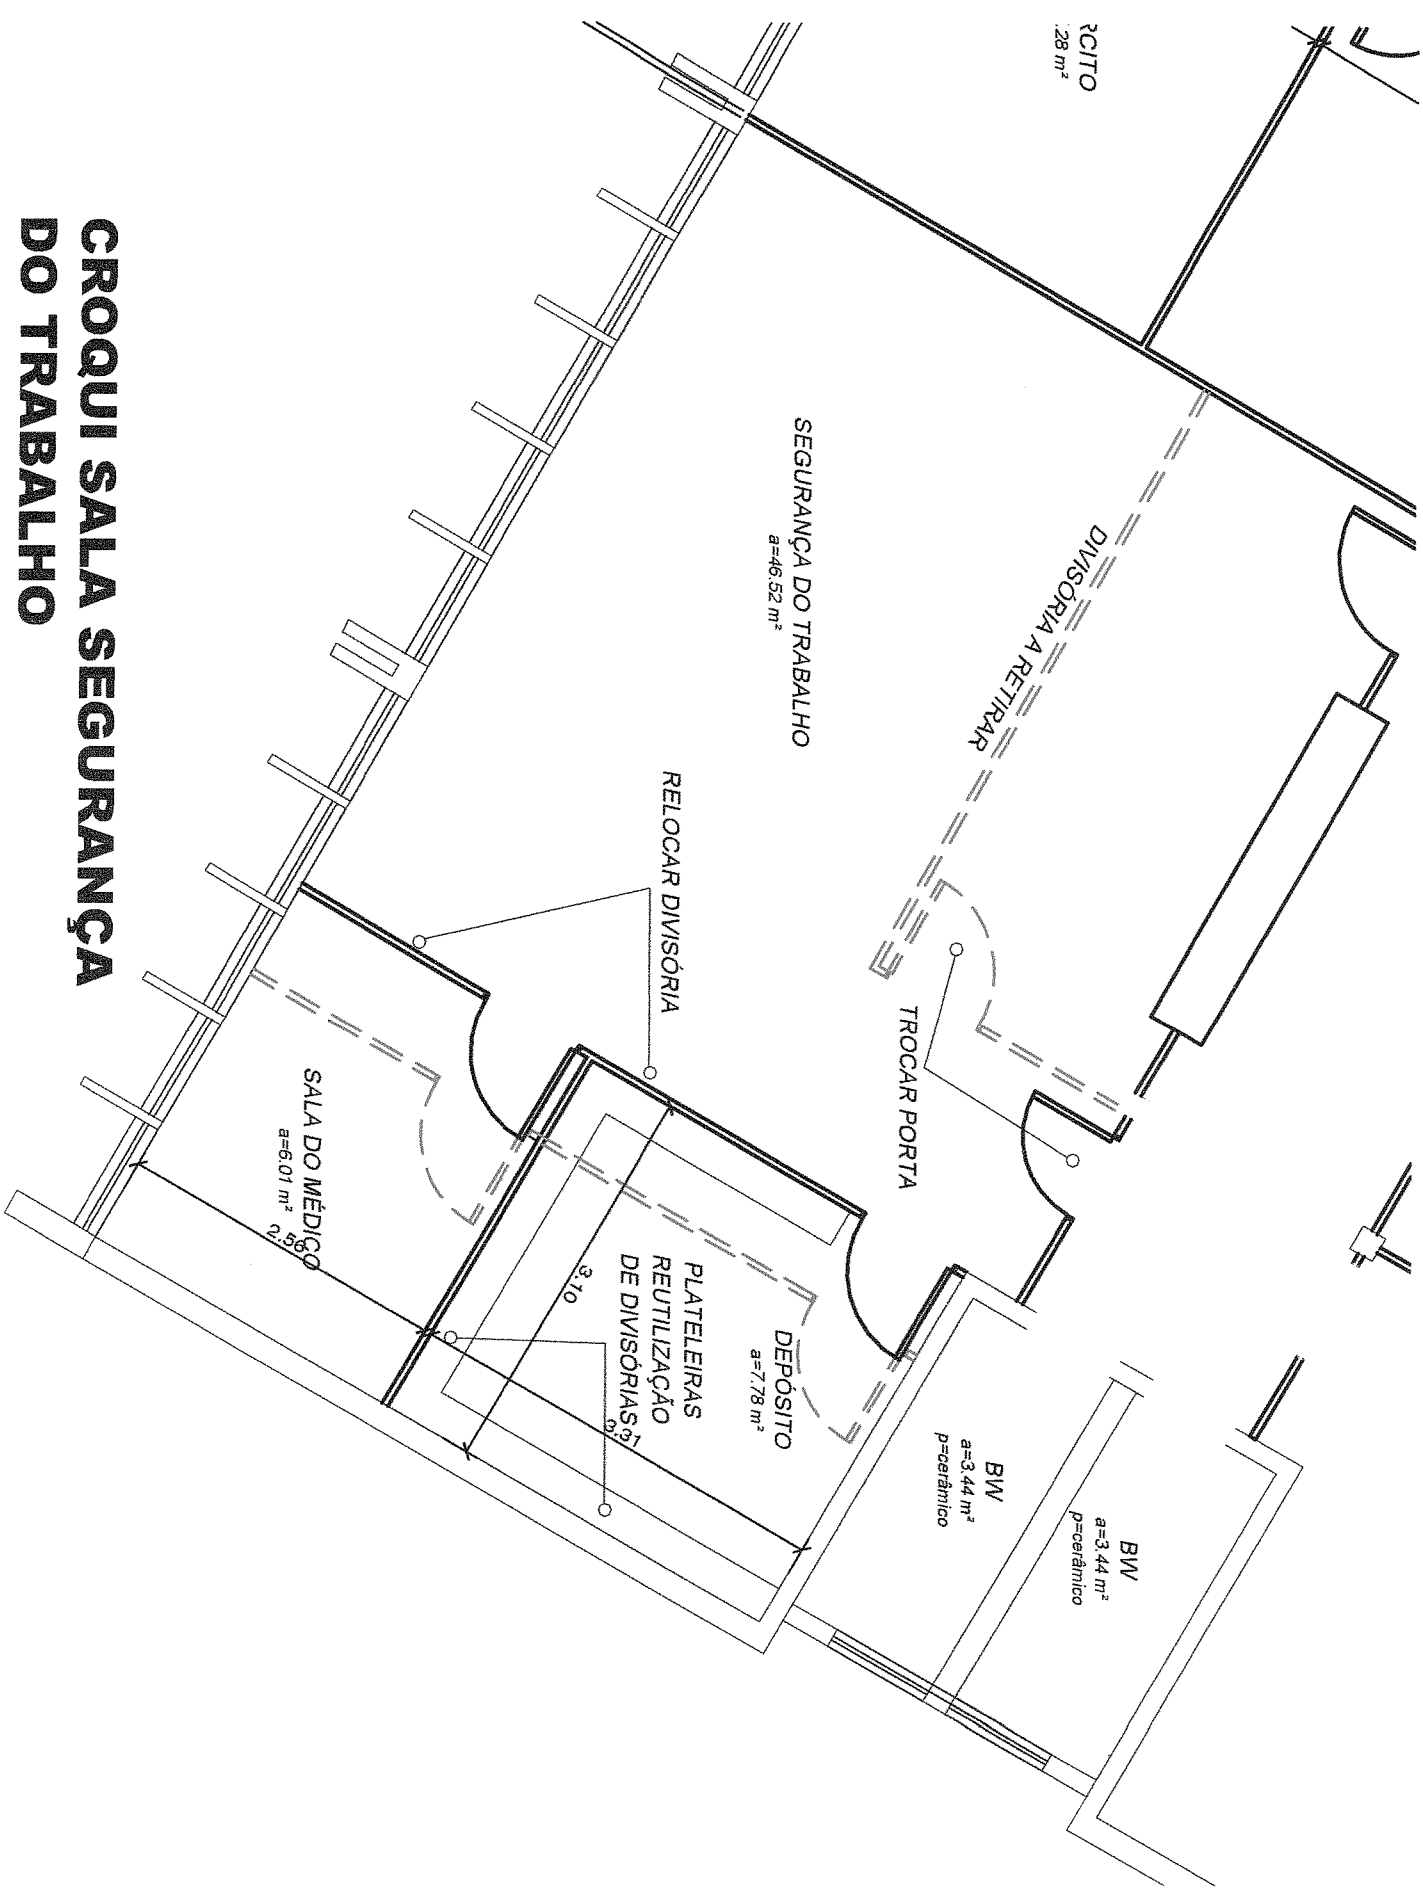 RCITO
.28 m²
DIVISÓRIA A RETIRAR
SEGURANÇA DO TRABALHO
a=46.52 m²
RELOCAR DIVISÓRIA
TROCAR PORTA
SALA DO MÉDICO
a=6.01 m²
2.56
3.10
PLATELEIRAS
REUTILIZAÇÃO
DE DIVISÓRIAS
3.31
DEPÓSITO
a=7.78 m²
BW
a=3.44 m²
p=cerâmico
BW
a=3.44 m²
p=cerâmico
CROQUI SALA SEGURANÇA
DO TRABALHO